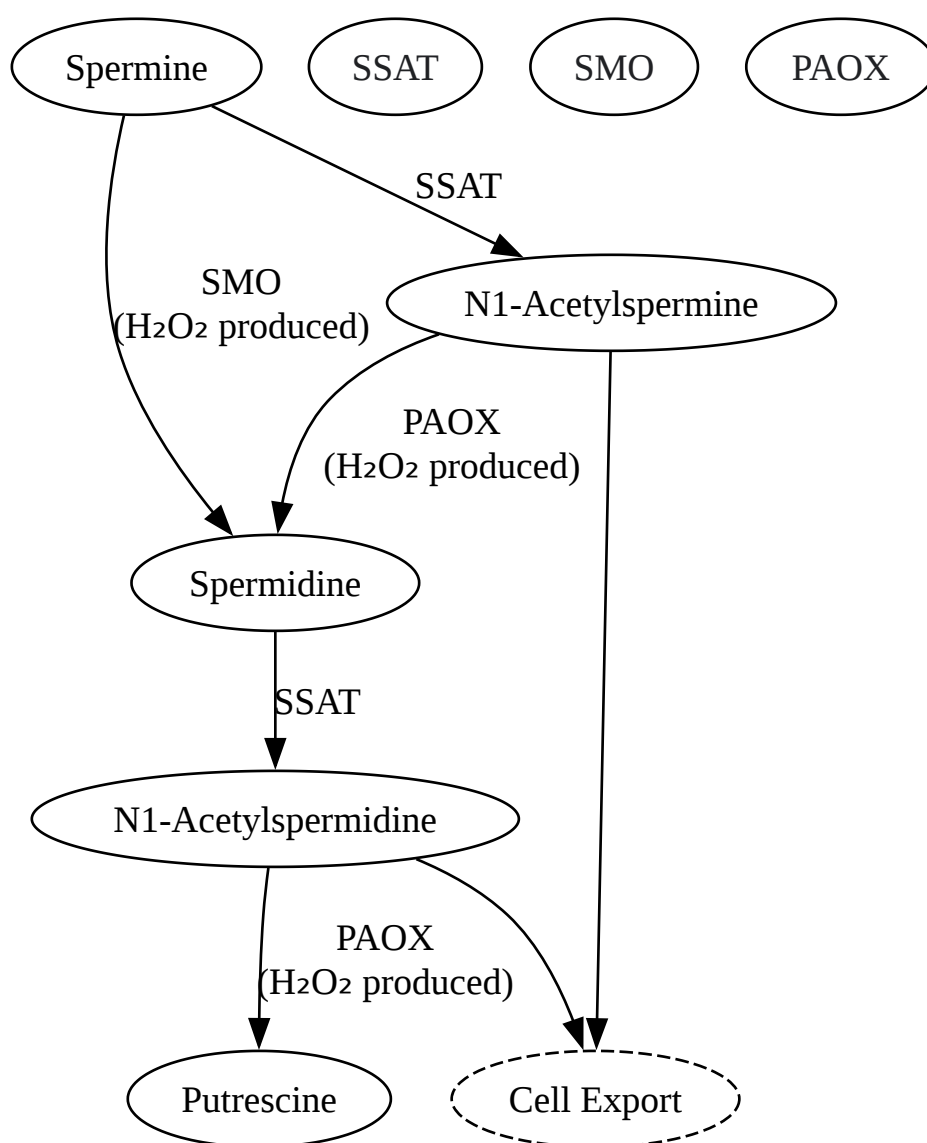 Spermine
SSAT
SMO
PAOX
SSAT
SMO
(H₂O₂ produced)
N1-Acetylspermine
PAOX
(H₂O₂ produced)
Spermidine
SSAT
N1-Acetylspermidine
PAOX
(H₂O₂ produced)
Putrescine
Cell Export